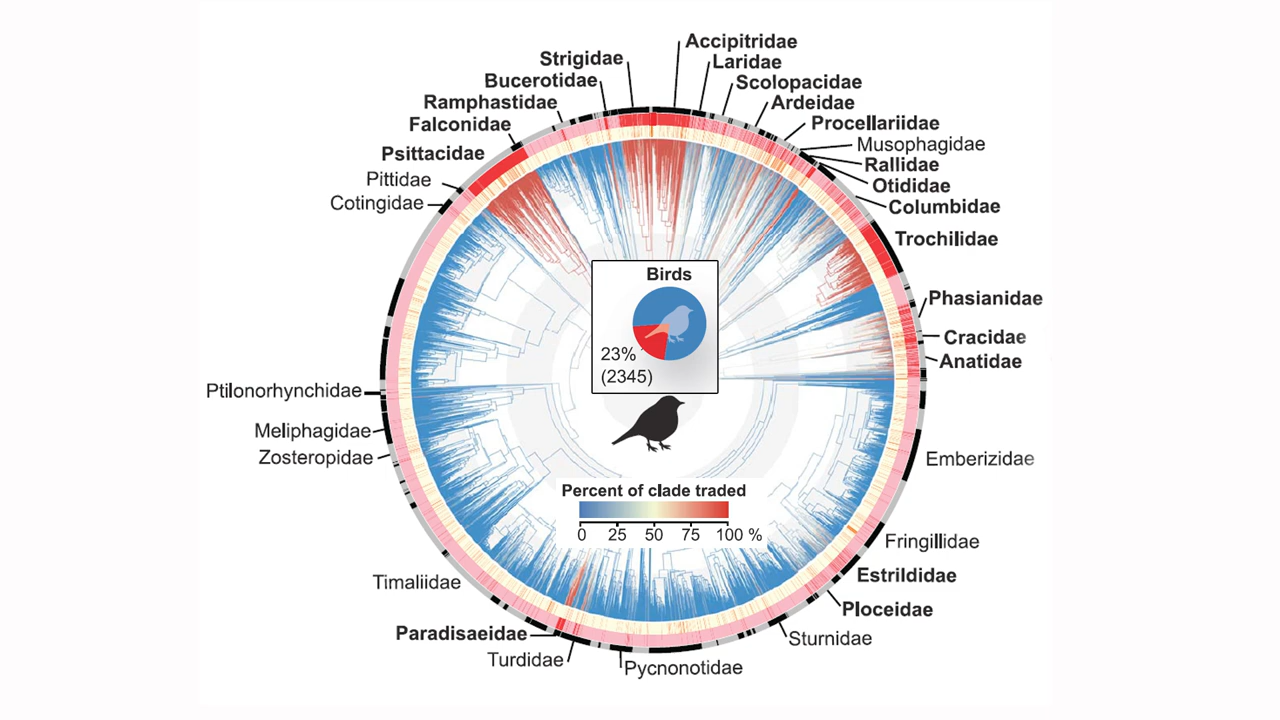 Accipitridae
Strigidae
Laridae
Bucerotidae
Scolopacidae
Ramphastidae
Ardeidae
Falconidae
Procellariidae
Musophagidae
Psittacidae
Rallidae
Pittidae
Otididae
Cotingidae
Columbidae
Trochilidae
Birds
Phasianidae
Cracidae
23%
Anatidae
(2345)
Ptilonorhynchidae
Meliphagidae
Zosteropidae
Emberizidae
Percent of clade traded
0 25 50 75 100 %
Fringillidae
Estrildidae
Timaliidae
Ploceidae
Paradisaeidae
Sturnidae
Turdidae
Pycnonotidae